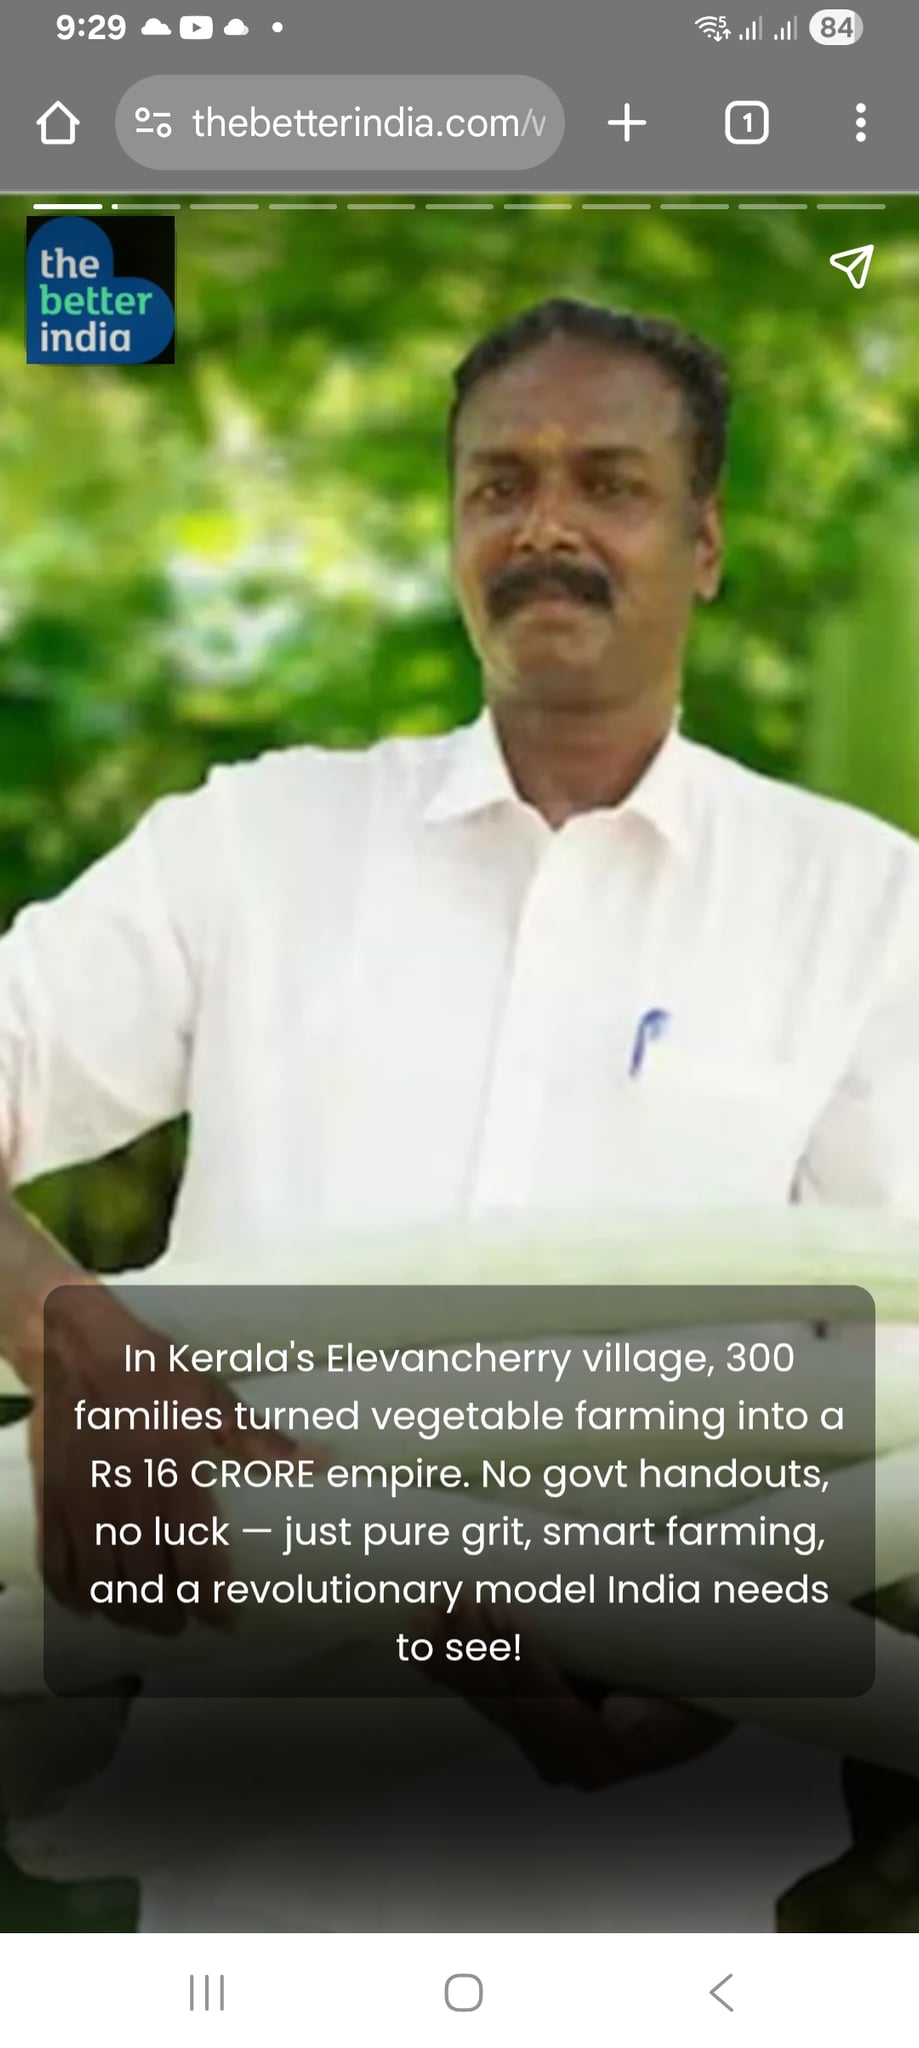 9:29
5
84
thebetterindia.com/v
1
the
better
india
In Kerala's Elevancherry village, 300
families turned vegetable farming into a
Rs 16 CRORE empire. No govt handouts,
no luck — just pure grit, smart farming,
and a revolutionary model India needs
to see!